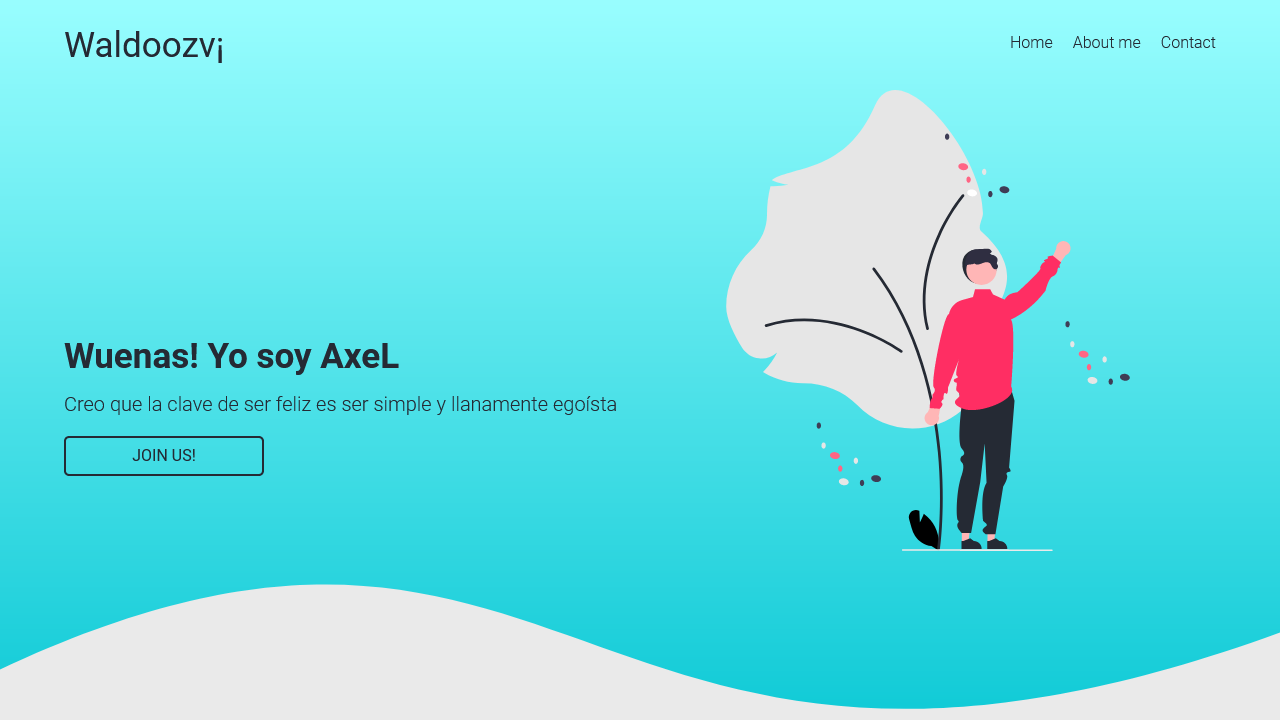 Waldoozv¡
Home
About me
Contact
Wuenas! Yo soy AxeL
Creo que la clave de ser feliz es ser simple y llanamente egoísta
JOIN US!